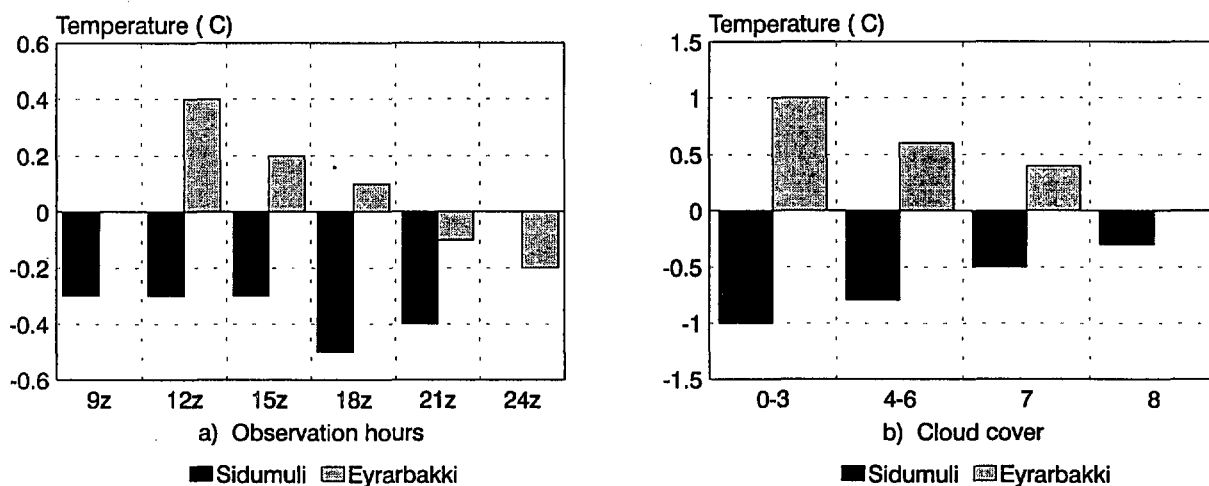 Temperature ( C)
0.6
0.4
0.2
0
-0.2
-0.4
-0.6
9z 12z 15z 18z 21z 24z
a) Observation hours
Sidumuli Eyrarbakki
Temperature ( C)
1.5
1
0.5
0
-0.5
-1
-1.5
0-3 4-6 7 8
b) Cloud cover
Sidumuli Eyrarbakki